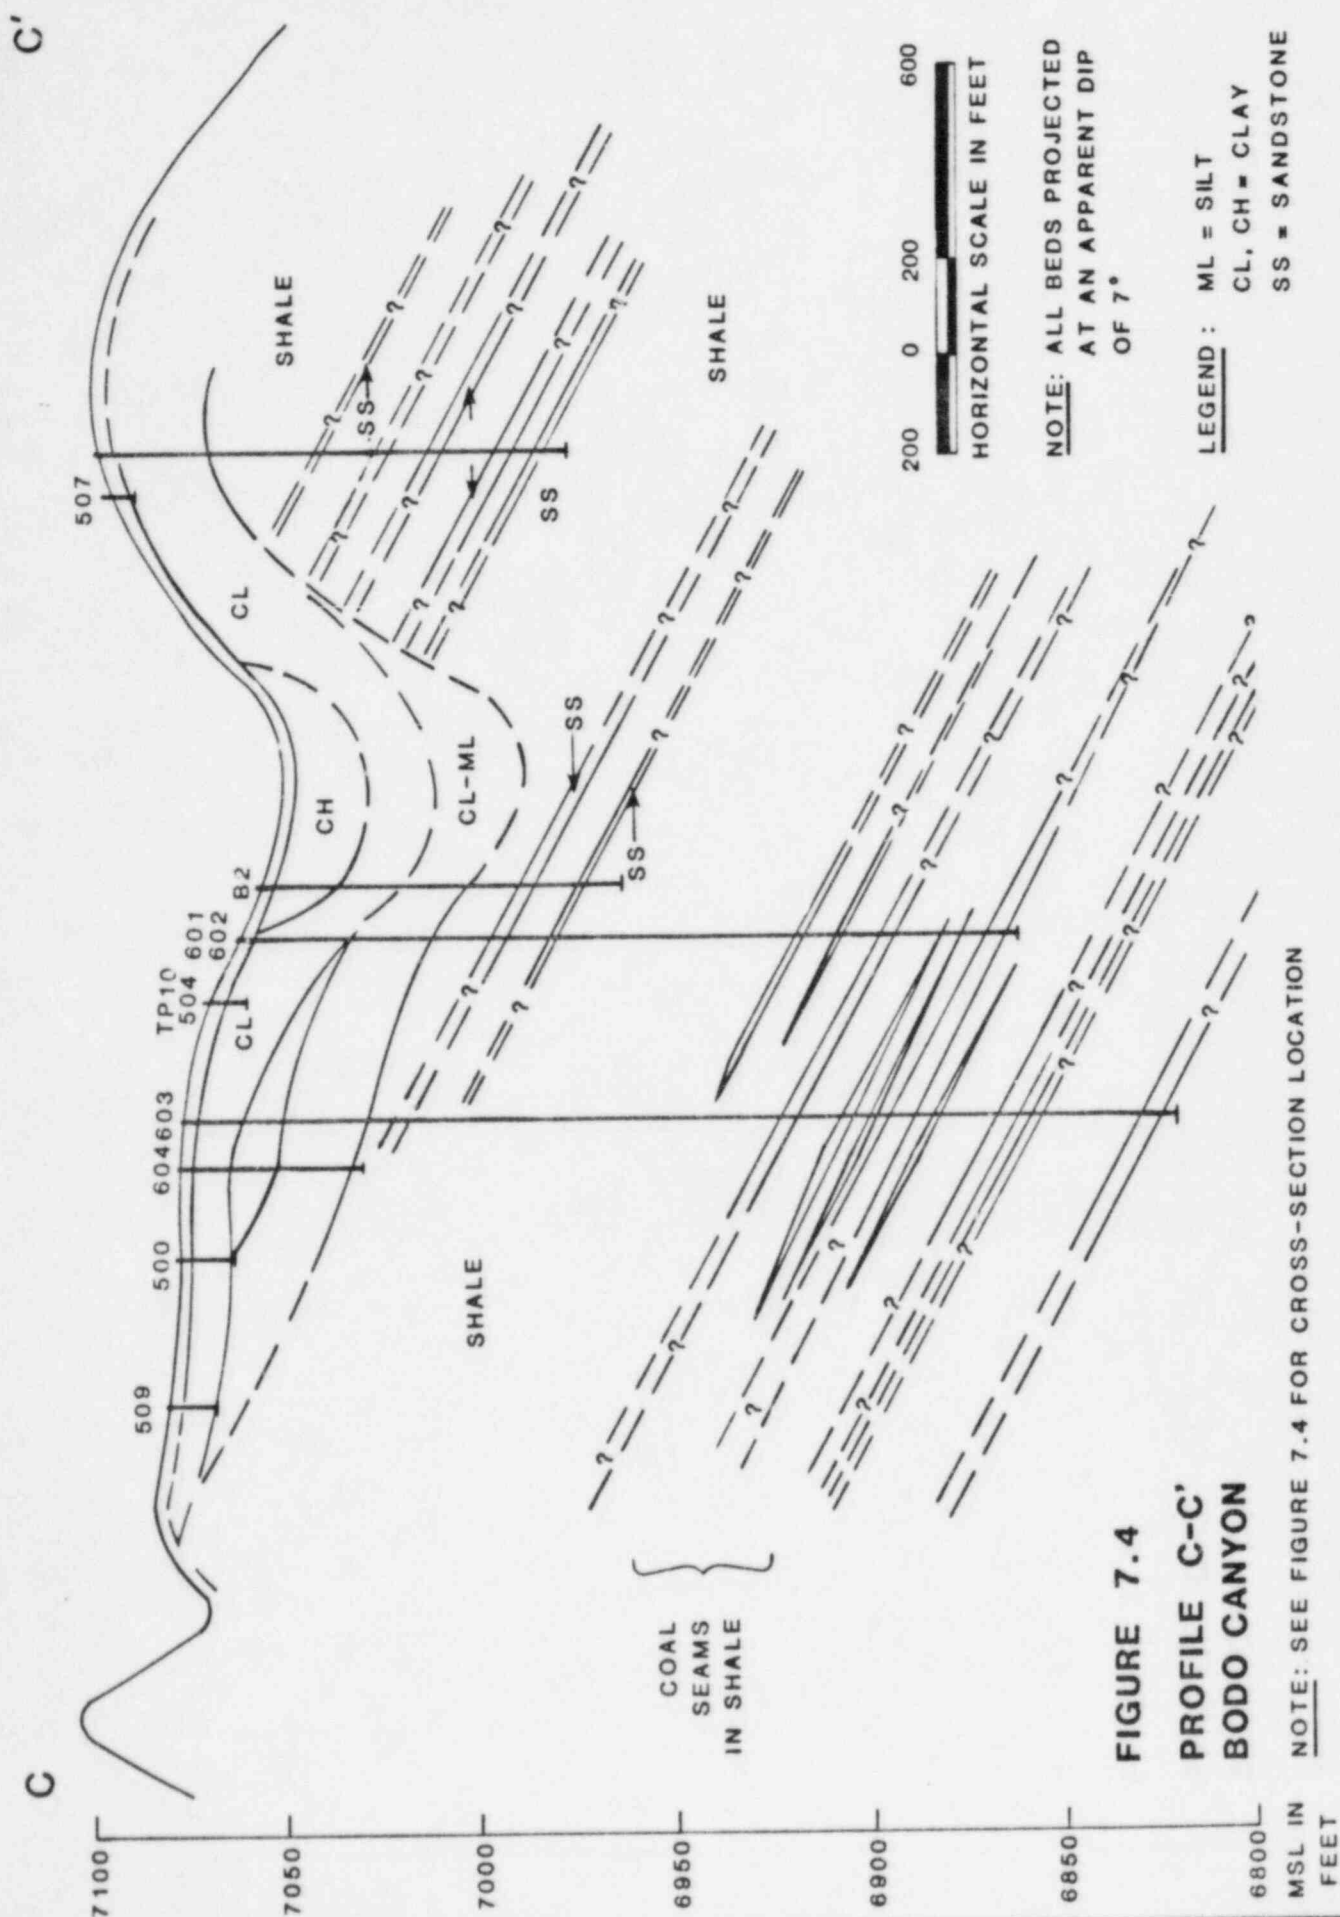 C
C'
509
500
604
603
TP10
504
601
602
B2
507
CL
CH
CL-ML
CL
SHALE
SS
SS
SHALE
SS
SS
SHALE
COAL
SEAMS
IN SHALE
7100
7050
7000
6950
6900
6850
6800
MSL IN
FEET
200
0
200
600
HORIZONTAL SCALE IN FEET
NOTE: ALL BEDS PROJECTED
AT AN APPARENT DIP
OF 7°
LEGEND: ML = SILT
CL, CH = CLAY
SS = SANDSTONE
FIGURE 7.4
PROFILE C-C'
BODO CANYON
NOTE: SEE FIGURE 7.4 FOR CROSS-SECTION LOCATION